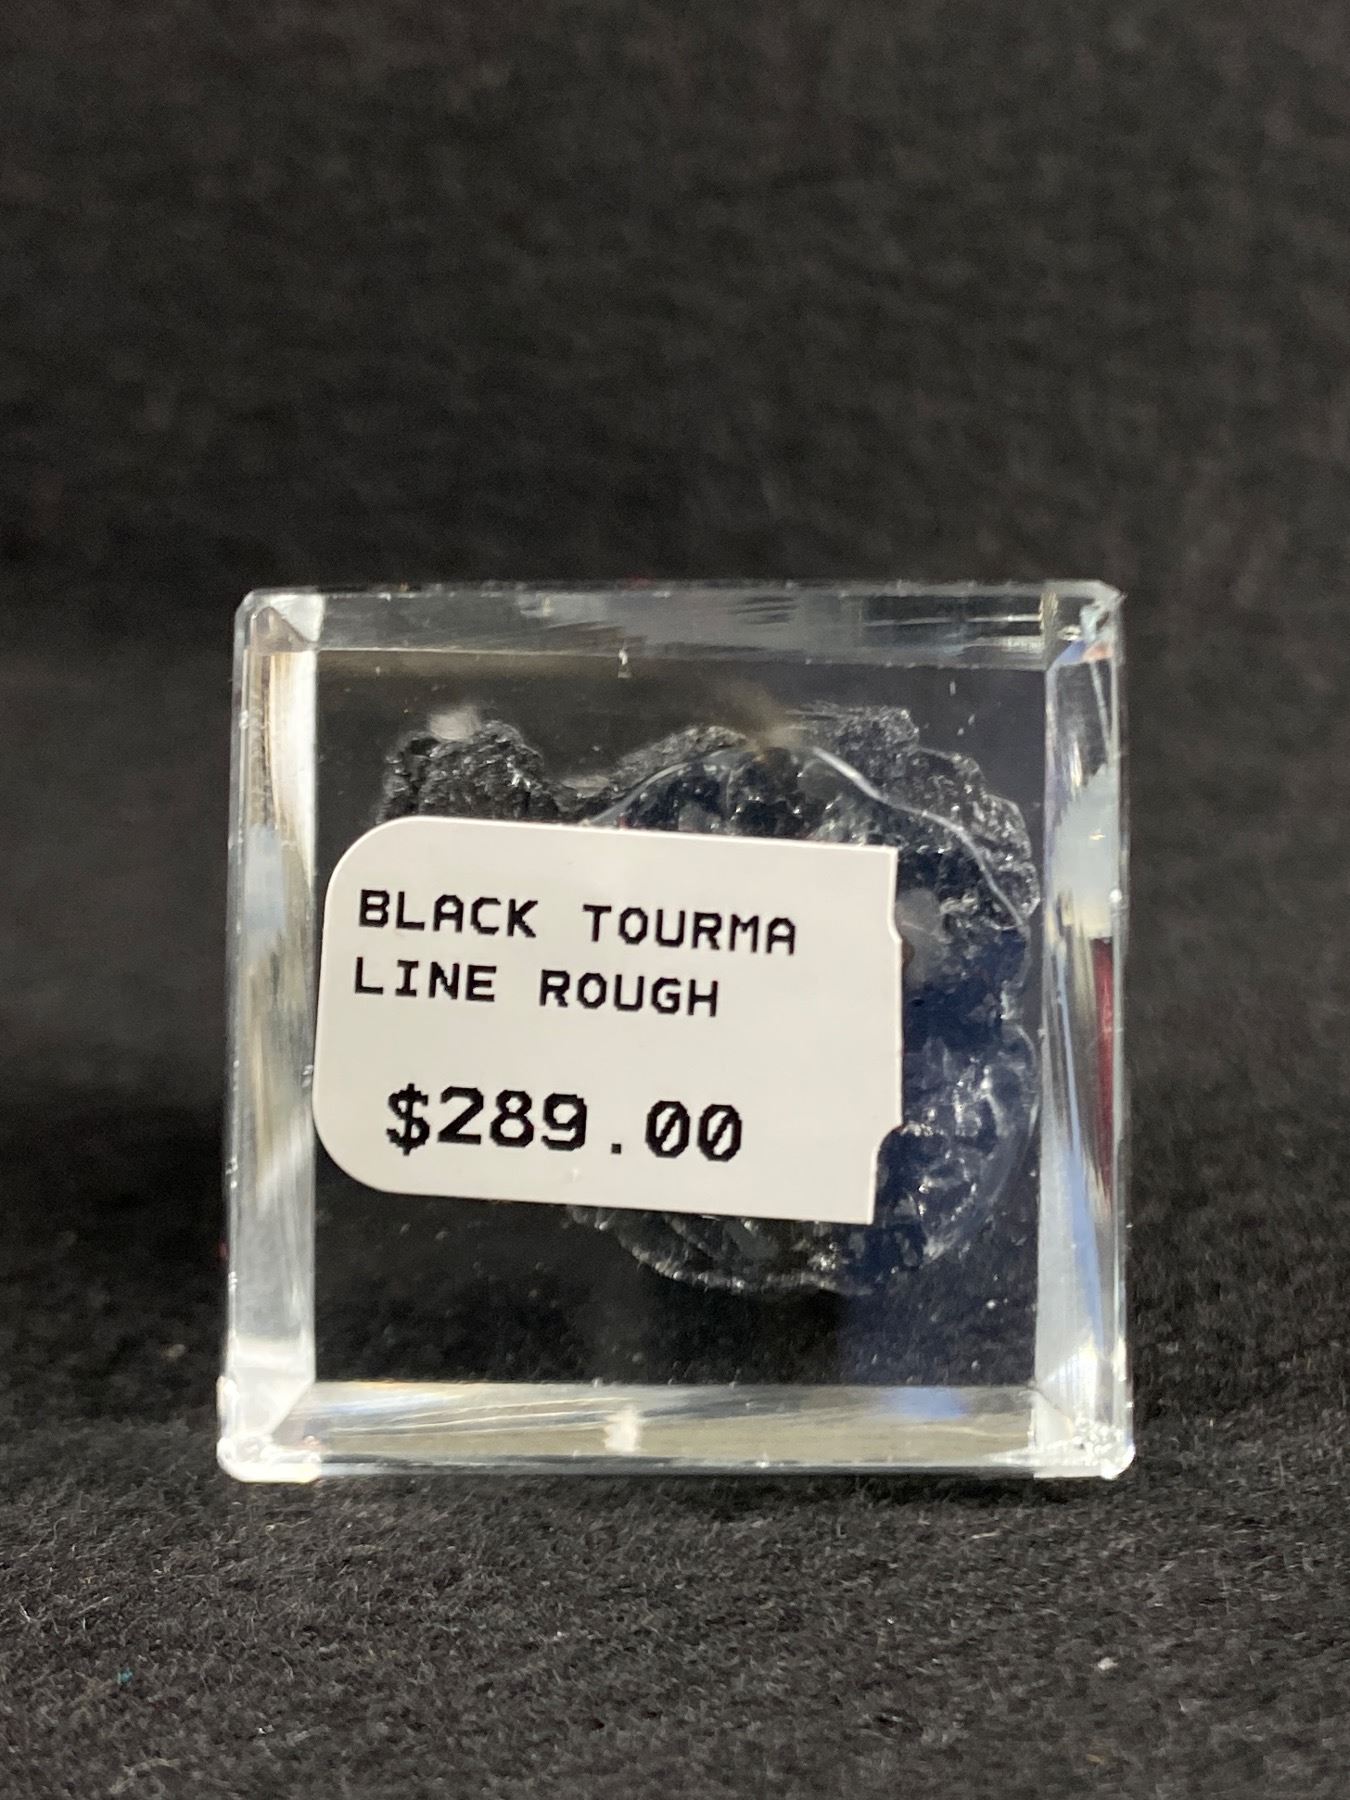 BLACK TOURMA
LINE ROUGH
$289.00